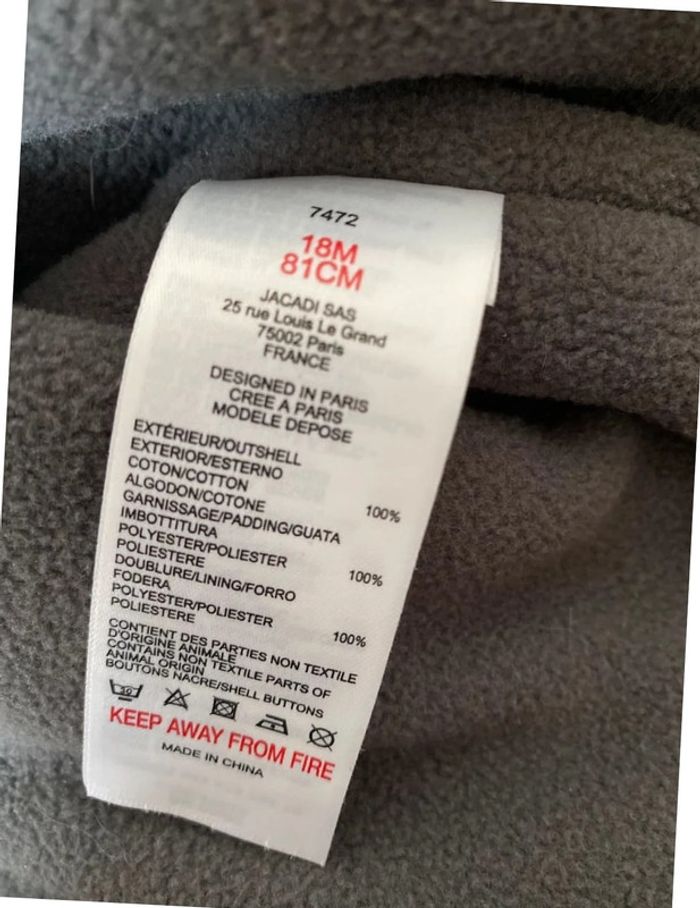 7472
18M
81CM
JACADI SAS
25 rue Louis Le Grand
75002 Paris
FRANCE
DESIGNED IN PARIS
CREE A PARIS
MODELE DEPOSE
EXTÉRIEUR/OUTSHELL
EXTERIOR/ESTERNO
COTON/COTTON
ALGODON/COTONE 100%
GARNISSAGE/PADDING/GUATA
IMBOTTITURA
POLYESTER/POLIESTER
POLIESTERE 100%
DOUBLURE/LINING/FORRO
FODERA
POLYESTER/POLIESTER
POLIESTERE 100%
CONTIENT DES PARTIES NON TEXTILE
D'ORIGINE ANIMALE
CONTAINS NON TEXTILE PARTS OF
ANIMAL ORIGIN
BOUTONS NACRE/SHELL BUTTONS
30
KEEP AWAY FROM FIRE
MADE IN CHINA